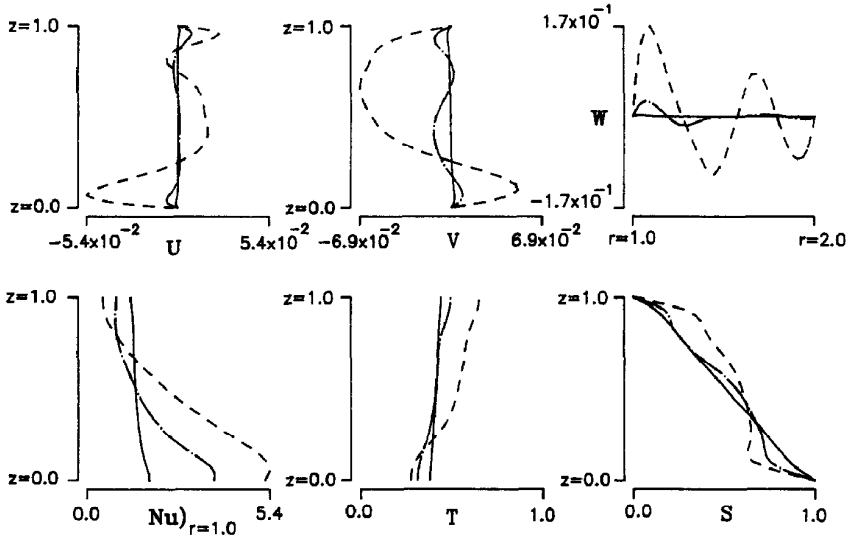 z=1.0
z=0.0
−5.4x10⁻²
U
5.4x10⁻²
z=1.0
z=0.0
−6.9x10⁻²
V
6.9x10⁻²
1.7x10⁻¹
W
−1.7x10⁻¹
r=1.0
r=2.0
z=1.0
z=0.0
0.0
Nu)r=1.0
5.4
z=1.0
z=0.0
0.0
T
1.0
z=1.0
z=0.0
0.0
S
1.0